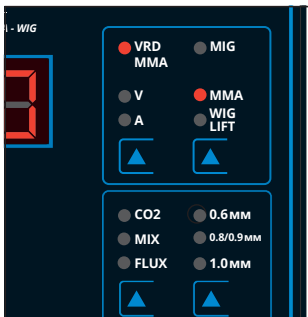 - WIG
VRD MMA
MIG
V
MMA
A
WIG LIFT
CO2
0.6мм
MIX
0.8/0.9мм
FLUX
1.0мм